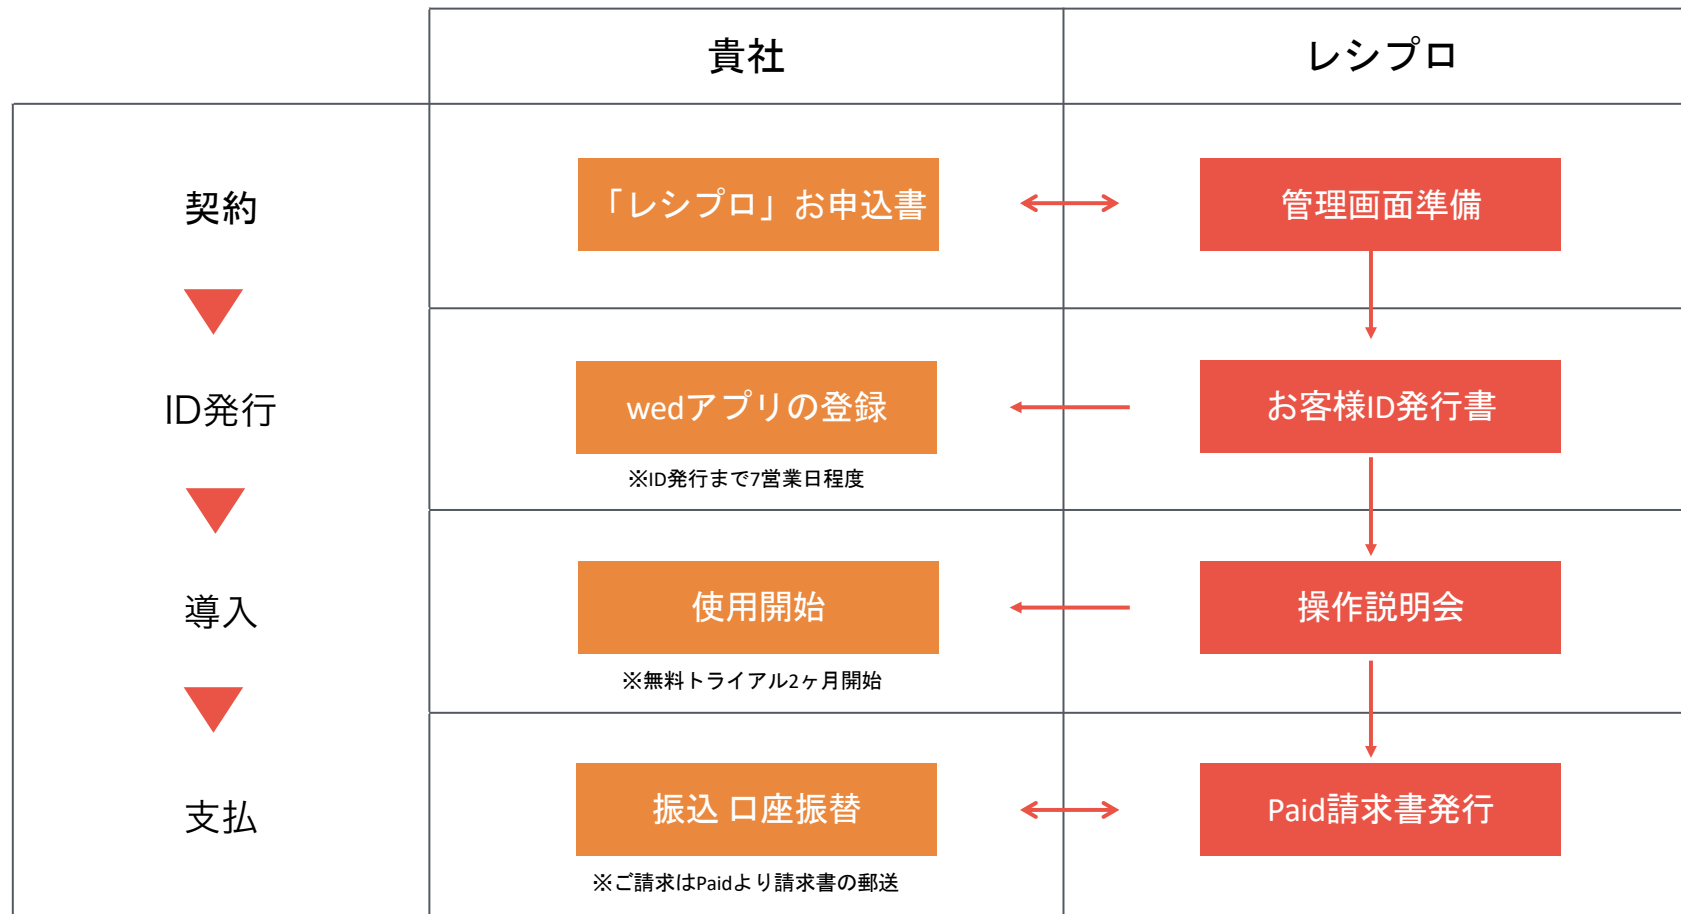 貴社
レシプロ
契約
「レシプロ」お申込書
管理画面準備
ID発行
wedアプリの登録
お客様ID発行書
※ID発行まで7営業日程度
導入
使用開始
操作説明会
※無料トライアル2ヶ月開始
支払
振込 口座振替
Paid請求書発行
※ご請求はPaidより請求書の郵送